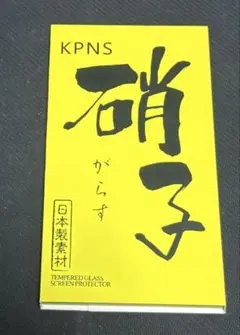 KPNS
硝子
がらす
日本製素材
TEMPERED GLASS
SCREEN PROTECTOR